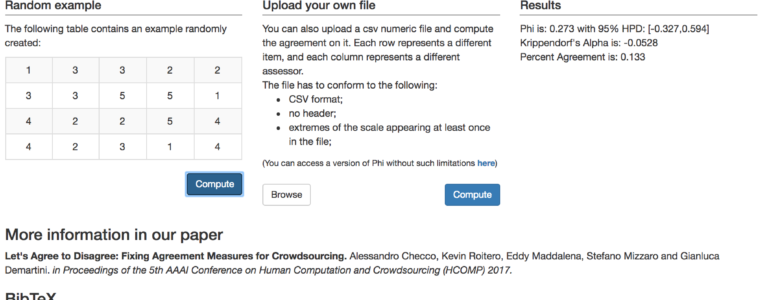 Random example
The following table contains an example randomly
created:
1 3 3 2 2
3 3 5 5 1
4 2 2 5 4
4 2 3 1 4
Compute
Upload your own file
You can also upload a csv numeric file and compute
the agreement on it. Each row represents a different
item, and each column represents a different
assessor.
The file has to conform to the following:
• CSV format;
• no header;
• extremes of the scale appearing at least once
in the file;
(You can access a version of Phi without such limitations here)
Browse
Compute
Results
Phi is: 0.273 with 95% HPD: [-0.327,0.594]
Krippendorf's Alpha is: -0.0528
Percent Agreement is: 0.133
More information in our paper
Let's Agree to Disagree: Fixing Agreement Measures for Crowdsourcing. Alessandro Checco, Kevin Roitero, Eddy Maddalena, Stefano Mizzaro and Gianluca
Demartini. in Proceedings of the 5th AAAI Conference on Human Computation and Crowdsourcing (HCOMP) 2017.
BibTeX